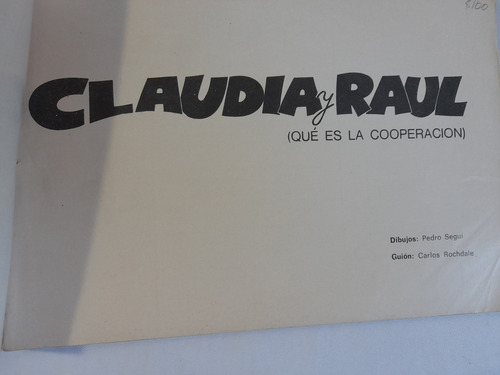 CLAUDIA y RAUL
(QUÉ ES LA COOPERACION)
Dibujos: Pedro Seguí
Guión: Carlos Rochdale